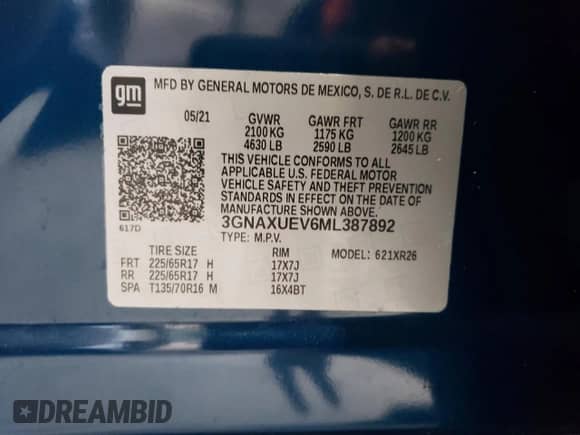 gm
MFD BY GENERAL MOTORS DE MEXICO, S. DE R.L. DE C.V.
05/21 GVWR GAWR FRT GAWR RR
2100 KG 1175 KG 1200 KG
4630 LB 2590 LB 2645 LB
THIS VEHICLE CONFORMS TO ALL
APPLICABLE U.S. FEDERAL MOTOR
VEHICLE SAFETY AND THEFT PREVENTION
STANDARDS IN EFFECT ON THE DATE OF
MANUFACTURE SHOWN ABOVE.
617D 3GNAXUEV6ML387892
TYPE: M.P.V.
TIRE SIZE RIM 621XR26
FRT 225/65R17 H 17X7J
RR 225/65R17 H 17X7J
SPA T135/70R16 M 16X4BT
DREAMBID